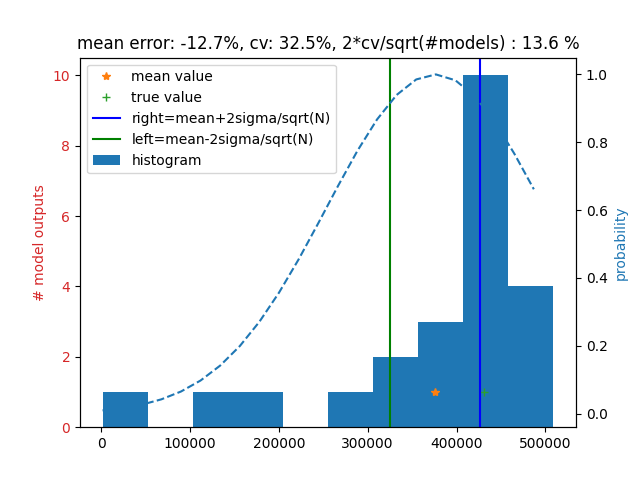 mean error: -12.7%, cv: 32.5%, 2*cv/sqrt(#models) : 13.6 %
mean value
true value
right=mean+2sigma/sqrt(N)
left=mean-2sigma/sqrt(N)
histogram
# model outputs
10
8
6
4
2
0
1.0
0.8
0.6
0.4
0.2
0.0
probability
0 100000 200000 300000 400000 500000